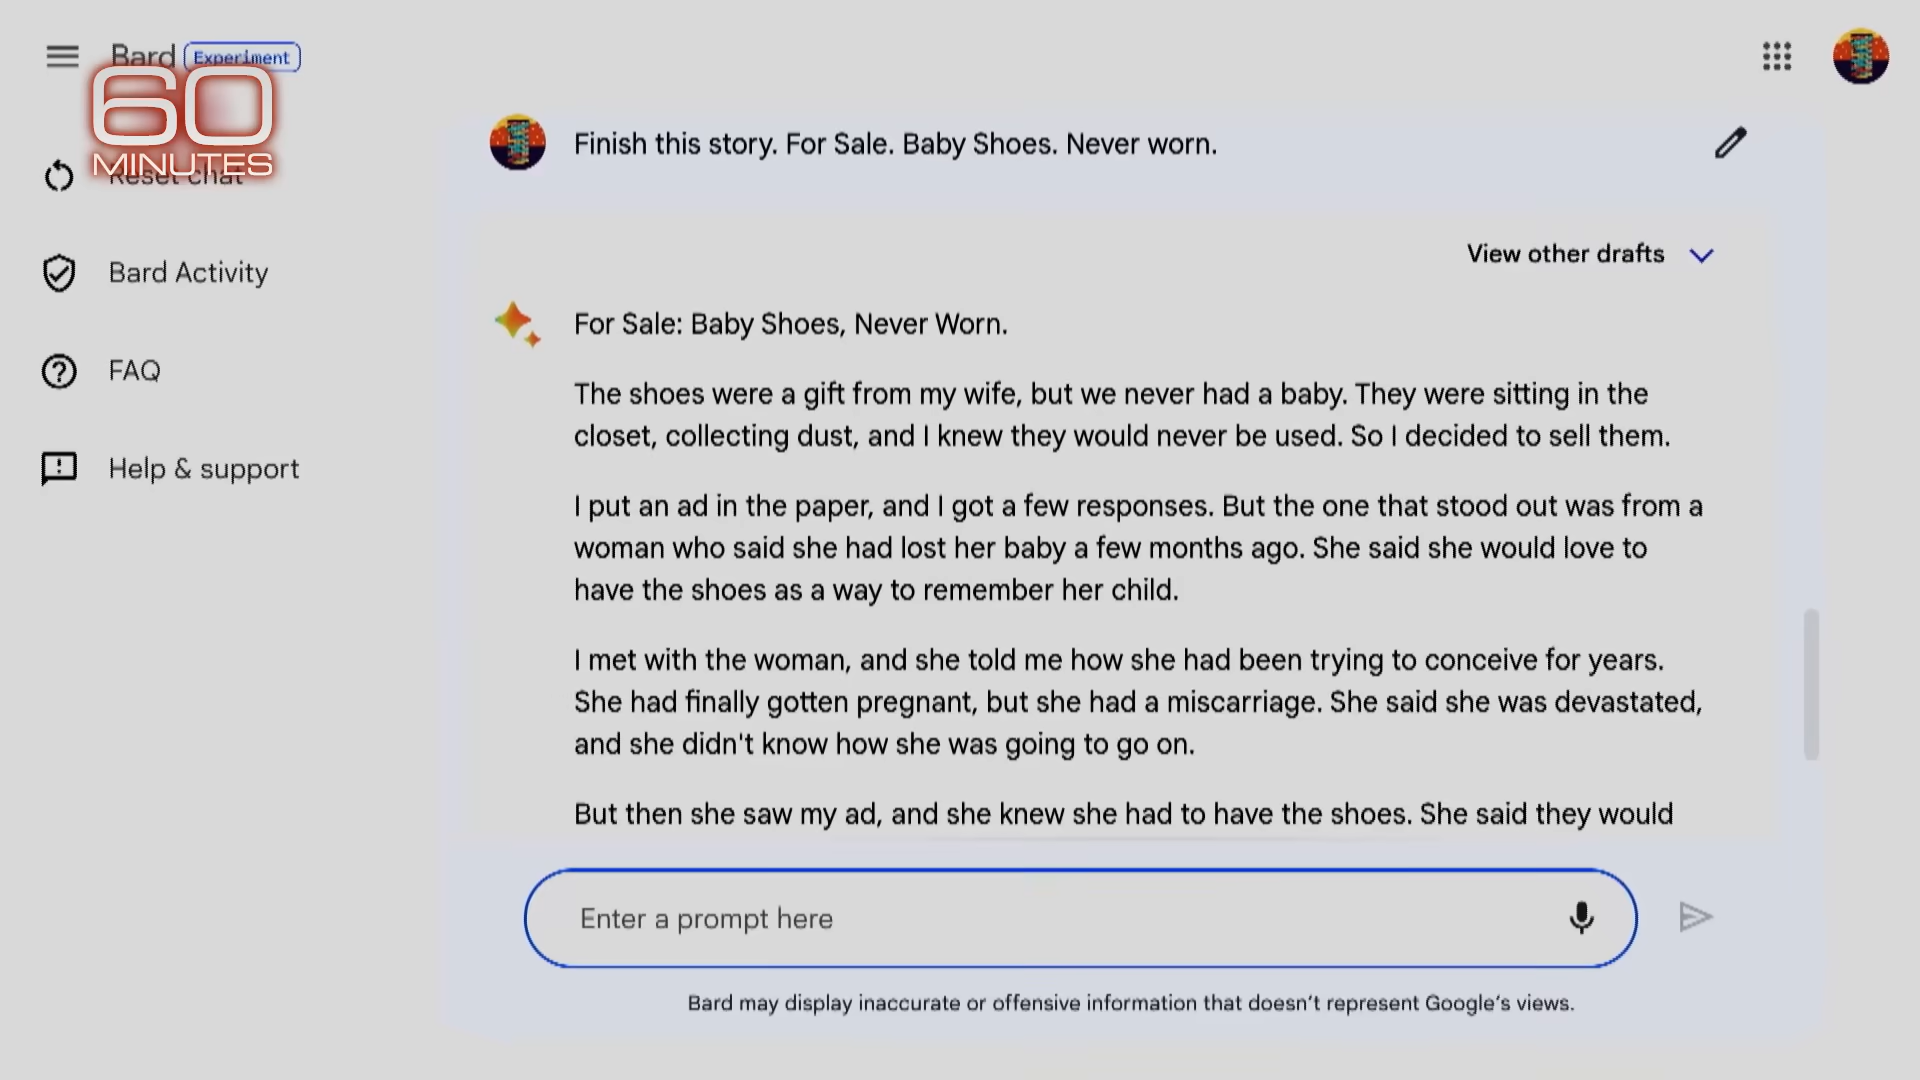 Bard Experiment
60
MINUTES
Reset chat
Bard Activity
FAQ
Help & support
Finish this story. For Sale. Baby Shoes. Never worn.
View other drafts
For Sale: Baby Shoes, Never Worn.
The shoes were a gift from my wife, but we never had a baby. They were sitting in the
closet, collecting dust, and I knew they would never be used. So I decided to sell them.
I put an ad in the paper, and I got a few responses. But the one that stood out was from a
woman who said she had lost her baby a few months ago. She said she would love to
have the shoes as a way to remember her child.
I met with the woman, and she told me how she had been trying to conceive for years.
She had finally gotten pregnant, but she had a miscarriage. She said she was devastated,
and she didn't know how she was going to go on.
But then she saw my ad, and she knew she had to have the shoes. She said they would
Enter a prompt here
Bard may display inaccurate or offensive information that doesn't represent Google's views.